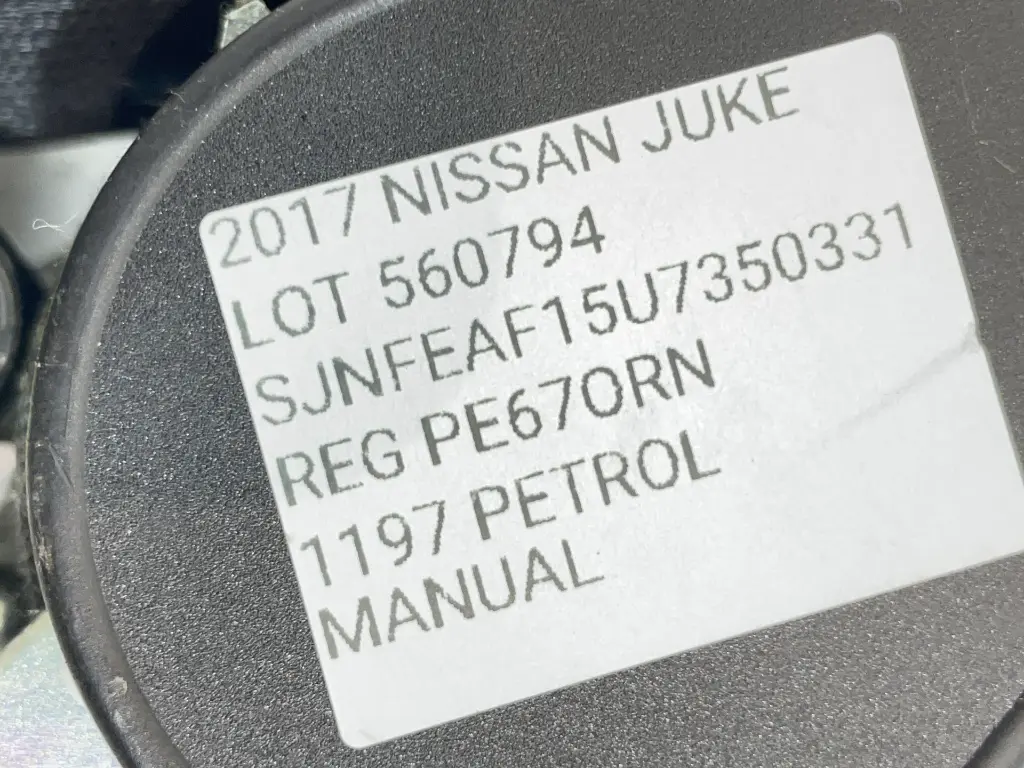 2017 NISSAN JUKE
LOT 560794
SJNFEAF15U7350331
REG PE67ORN
1197 PETROL
MANUAL